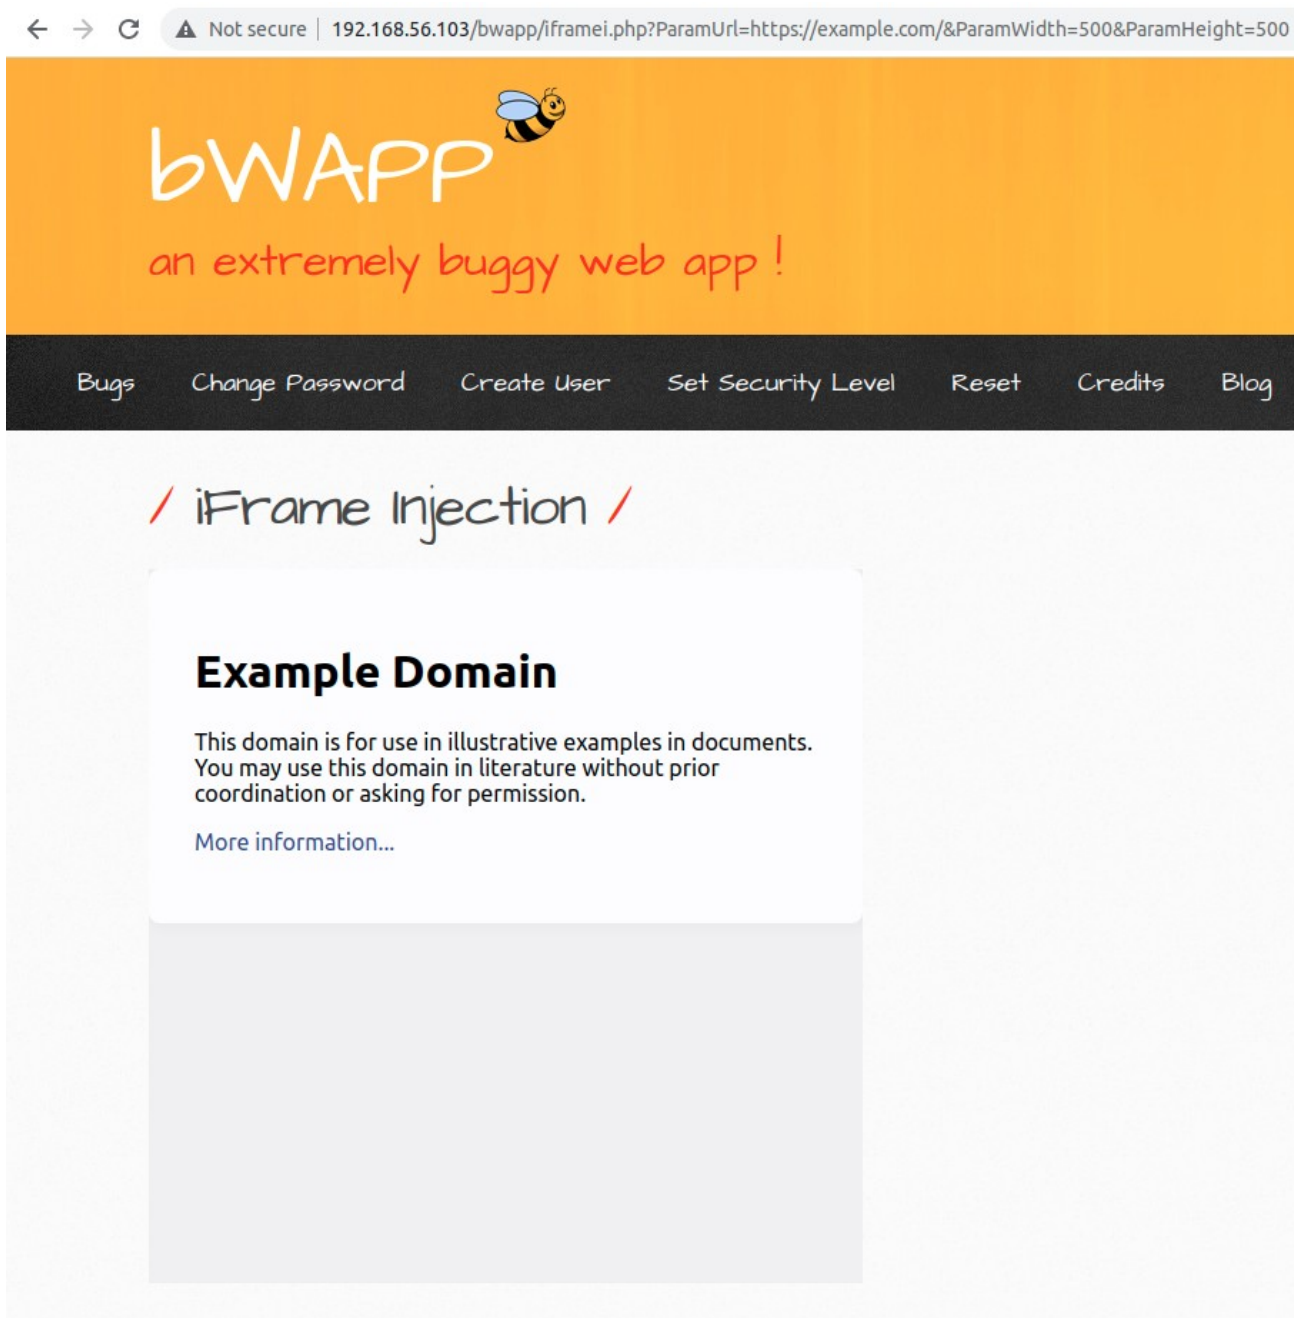 Not secure | 192.168.56.103/bwapp/iframei.php?ParamUrl=https://example.com/&ParamWidth=500&ParamHeight=500
bWAPP
an extremely buggy web app !
Bugs Change Password Create User Set Security Level Reset Credits Blog
/ iFrame Injection /
Example Domain
This domain is for use in illustrative examples in documents.
You may use this domain in literature without prior
coordination or asking for permission.
More information...